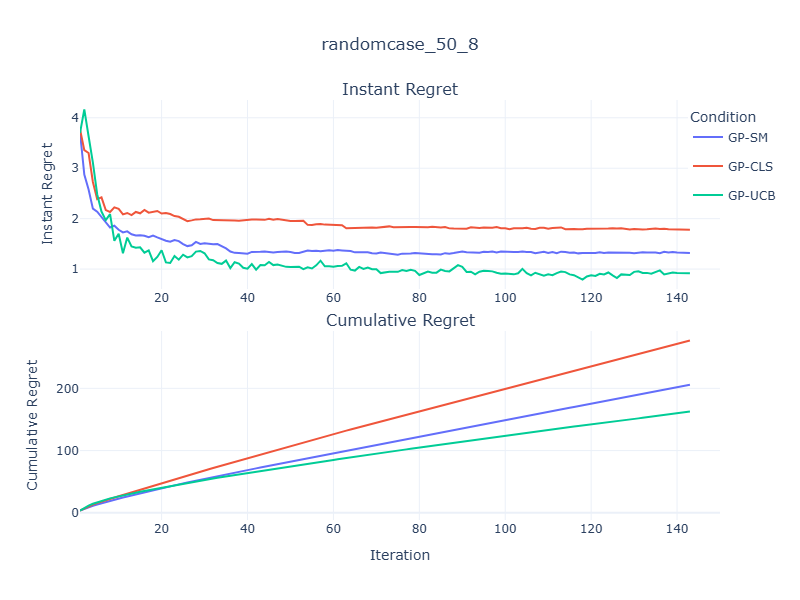 randomcase_50_8
Instant Regret
Instant Regret
4
3
2
1
20 40 60 80 100 120 140
Condition
GP-SM
GP-CLS
GP-UCB
Cumulative Regret
Cumulative Regret
200
100
0
20 40 60 80 100 120 140
Iteration